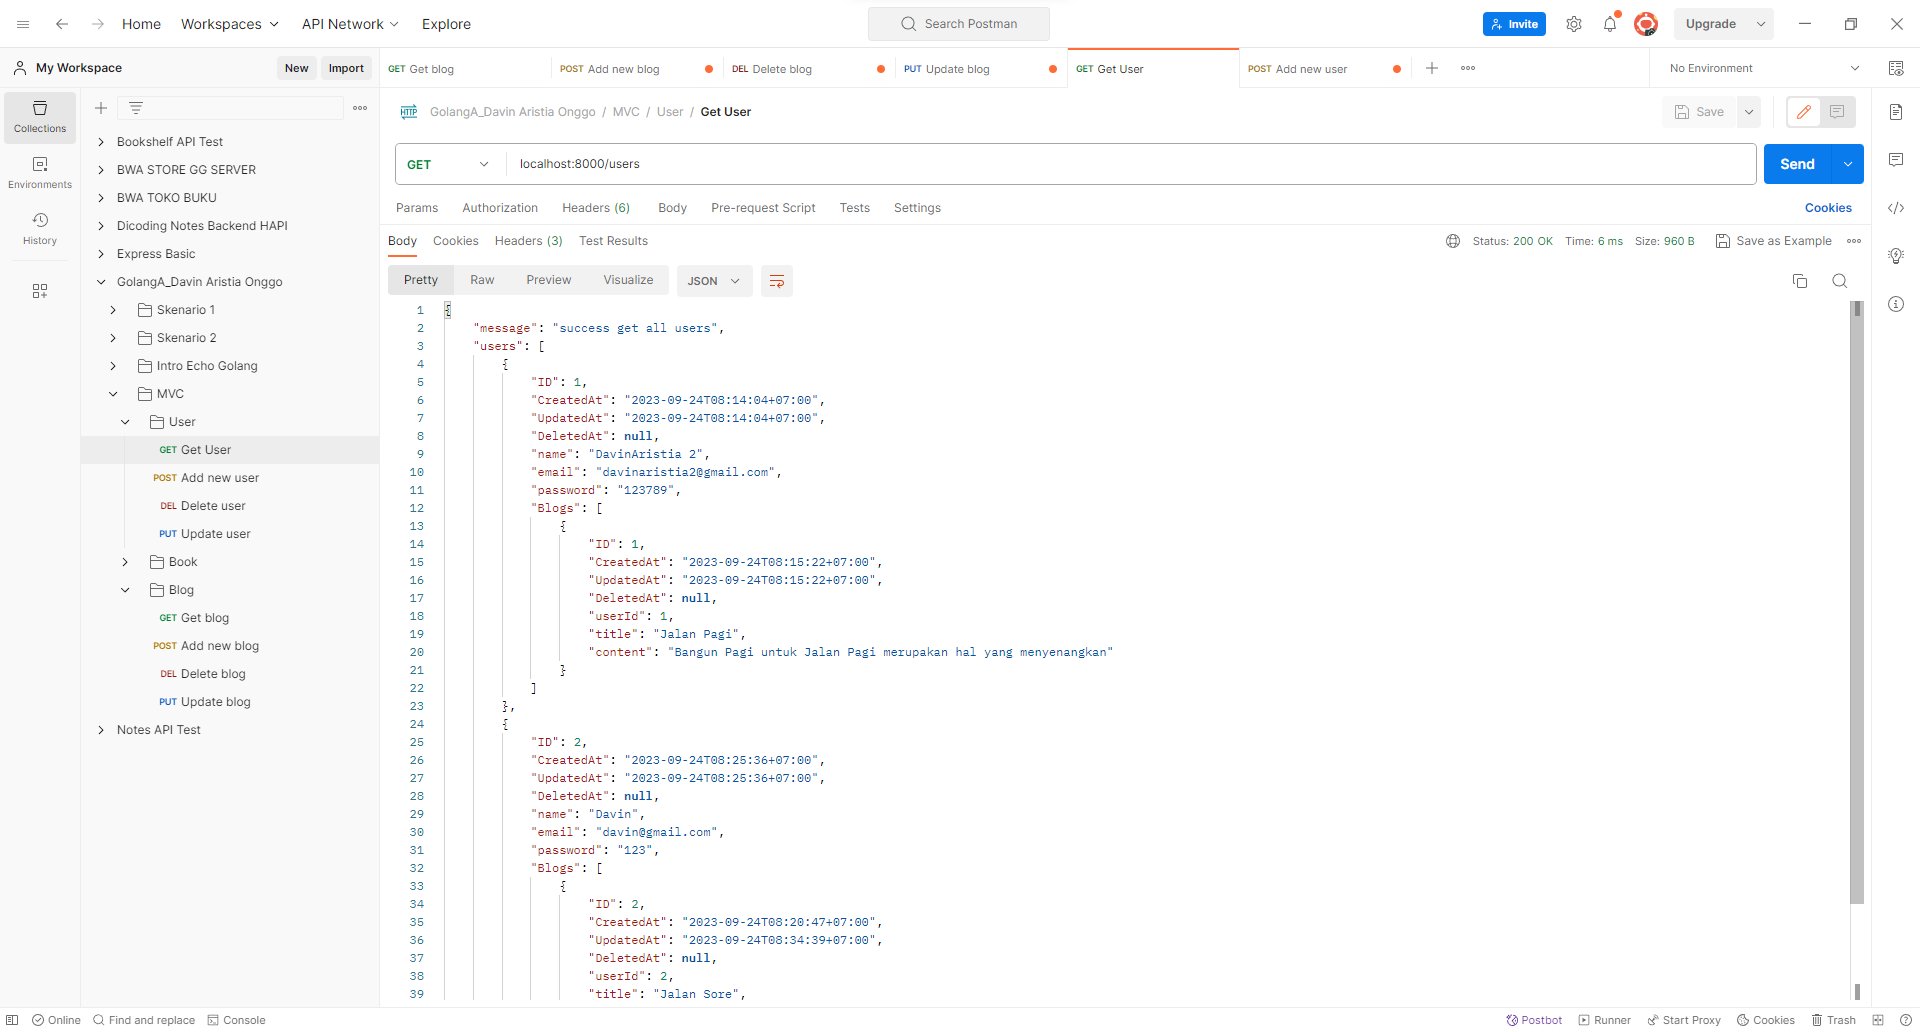 Home Workspaces API Network Explore Search Postman Invite Upgrade
My Workspace New Import
GET Get blog POST Add new blog DEL Delete blog PUT Update blog GET Get User POST Add new user No Environment
Collections
Environments
History
Bookshelf API Test
BWA STORE GG SERVER
BWA TOKO BUKU
Dicoding Notes Backend HAPI
Express Basic
GolangA_Davin Aristia Onggo
Skenario 1
Skenario 2
Intro Echo Golang
MVC
User
GET Get User
POST Add new user
DEL Delete user
PUT Update user
Book
Blog
GET Get blog
POST Add new blog
DEL Delete blog
PUT Update blog
Notes API Test
HTTP GolangA_Davin Aristia Onggo / MVC / User / Get User Save
GET localhost:8000/users Send
Params Authorization Headers (6) Body Pre-request Script Tests Settings Cookies
Body Cookies Headers (3) Test Results Status: 200 OK Time: 6 ms Size: 960 B Save as Example
Pretty Raw Preview Visualize JSON
1 {
2 "message": "success get all users",
3 "users": [
4 {
5 "ID": 1,
6 "CreatedAt": "2023-09-24T08:14:04+07:00",
7 "UpdatedAt": "2023-09-24T08:14:04+07:00",
8 "DeletedAt": null,
9 "name": "DavinAristia 2",
10 "email": "davinaristia2@gmail.com",
11 "password": "123789",
12 "Blogs": [
13 {
14 "ID": 1,
15 "CreatedAt": "2023-09-24T08:15:22+07:00",
16 "UpdatedAt": "2023-09-24T08:15:22+07:00",
17 "DeletedAt": null,
18 "userId": 1,
19 "title": "Jalan Pagi",
20 "content": "Bangun Pagi untuk Jalan Pagi merupakan hal yang menyenangkan"
21 }
22 ]
23 },
24 {
25 "ID": 2,
26 "CreatedAt": "2023-09-24T08:25:36+07:00",
27 "UpdatedAt": "2023-09-24T08:25:36+07:00",
28 "DeletedAt": null,
29 "name": "Davin",
30 "email": "davin@gmail.com",
31 "password": "123",
32 "Blogs": [
33 {
34 "ID": 2,
35 "CreatedAt": "2023-09-24T08:20:47+07:00",
36 "UpdatedAt": "2023-09-24T08:34:39+07:00",
37 "DeletedAt": null,
38 "userId": 2,
39 "title": "Jalan Sore",
Online Find and replace Console Postbot Runner Start Proxy Cookies Trash